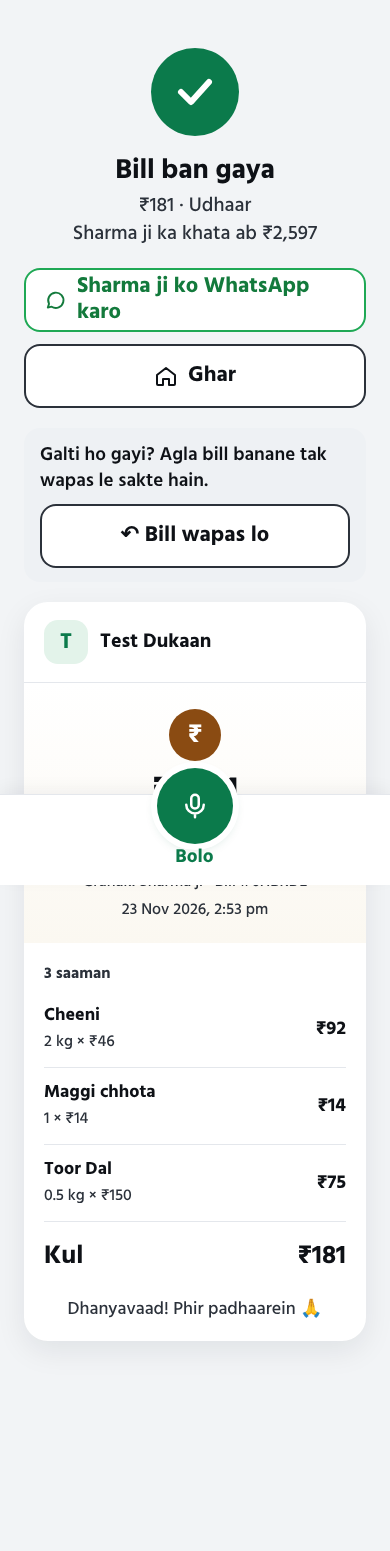 Bill ban gaya
₹181 · Udhaar
Sharma ji ka khata ab ₹2,597
Sharma ji ko WhatsApp
karo
Ghar
Galti ho gayi? Agla bill banane tak
wapas le sakte hain.
↶ Bill wapas lo
T Test Dukaan
₹
Bolo
23 Nov 2026, 2:53 pm
3 saaman
Cheeni
2 kg × ₹46
₹92
Maggi chhota
1 × ₹14
₹14
Toor Dal
0.5 kg × ₹150
₹75
Kul ₹181
Dhanyavaad! Phir padhaarein 🙏